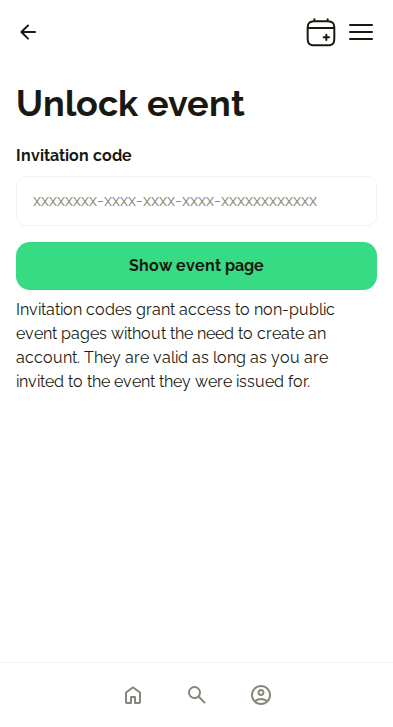 Unlock event
Invitation code
xxxxxxxx-xxxx-xxxx-xxxx-xxxxxxxxxxxx
Show event page
Invitation codes grant access to non-public
event pages without the need to create an
account. They are valid as long as you are
invited to the event they were issued for.